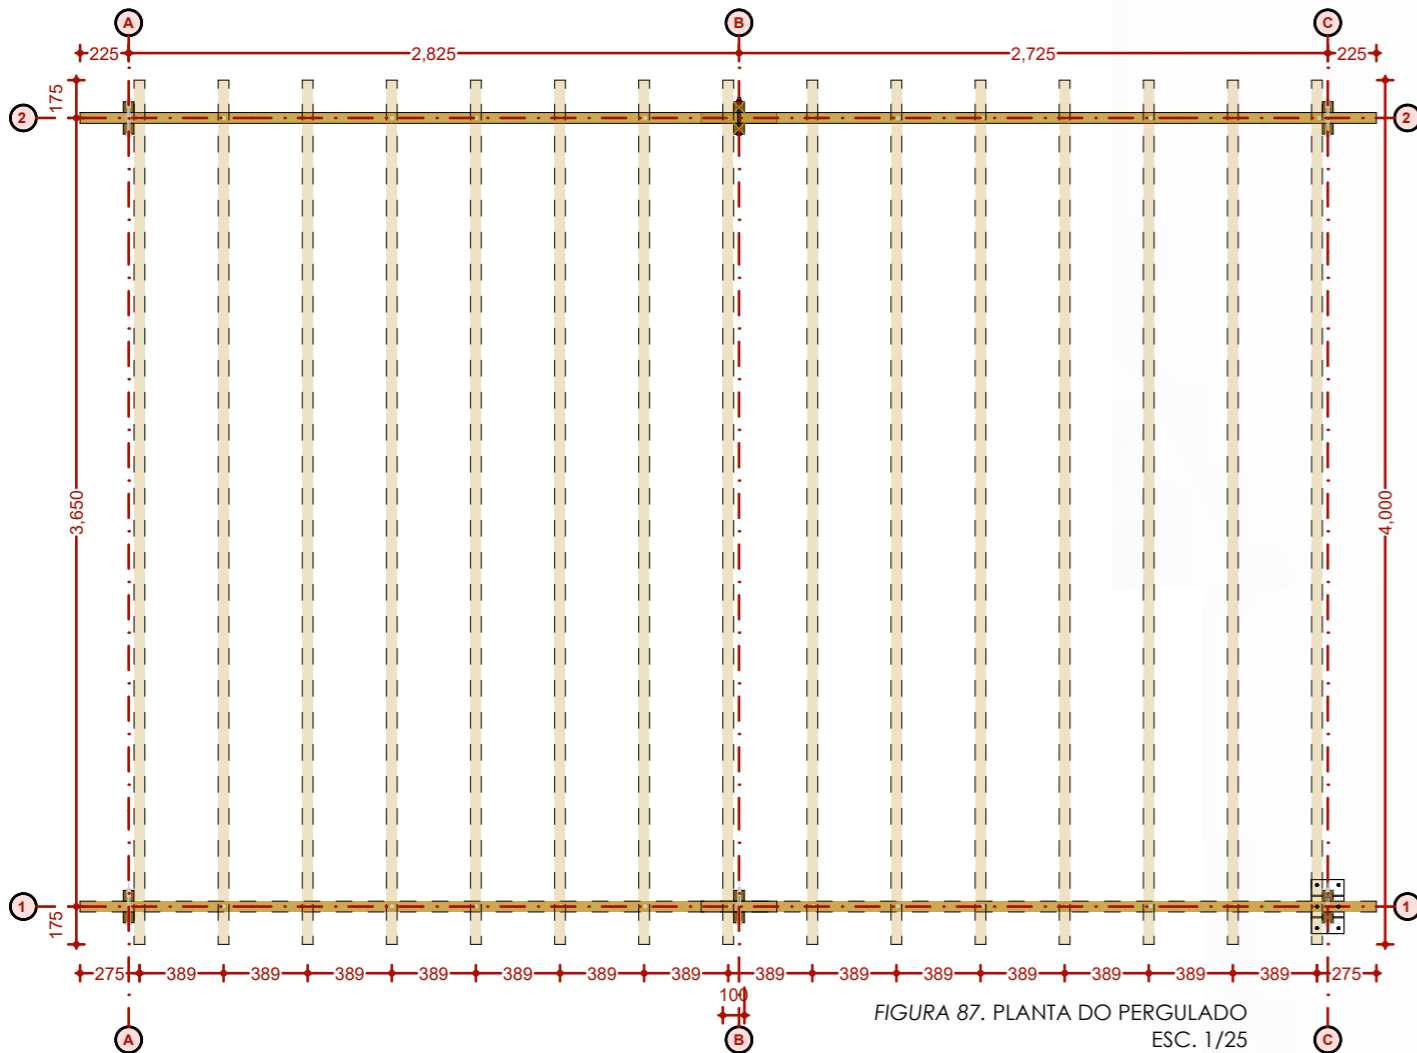 A B C
225 2,825 2,725 225
175
2 2
3,650 4,000
1 1
175
275 389 389 389 389 389 389 389 389 389 389 389 389 389 389 275
100
FIGURA 87. PLANTA DO PERGULADO
ESC. 1/25
A B C